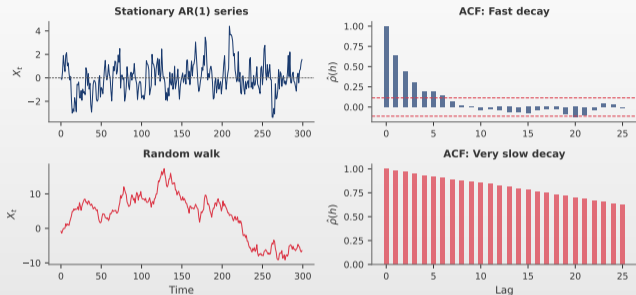 Stationary AR(1) series
X_t
4
2
0
−2
0 50 100 150 200 250 300
ACF: Fast decay
ρ̂(h)
1.00
0.75
0.50
0.25
0.00
0 5 10 15 20 25
Random walk
X_t
10
0
−10
0 50 100 150 200 250 300
Time
ACF: Very slow decay
ρ̂(h)
1.00
0.75
0.50
0.25
0.00
0 5 10 15 20 25
Lag